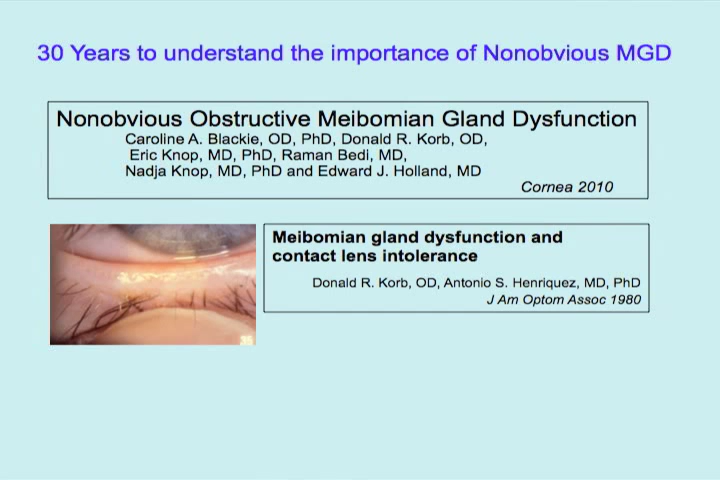 30 Years to understand the importance of Nonobvious MGD
Nonobvious Obstructive Meibomian Gland Dysfunction
Caroline A. Blackie, OD, PhD, Donald R. Korb, OD,
Eric Knop, MD, PhD, Raman Bedi, MD,
Nadja Knop, MD, PhD and Edward J. Holland, MD
Cornea 2010
Meibomian gland dysfunction and
contact lens intolerance
Donald R. Korb, OD, Antonio S. Henriquez, MD, PhD
J Am Optom Assoc 1980